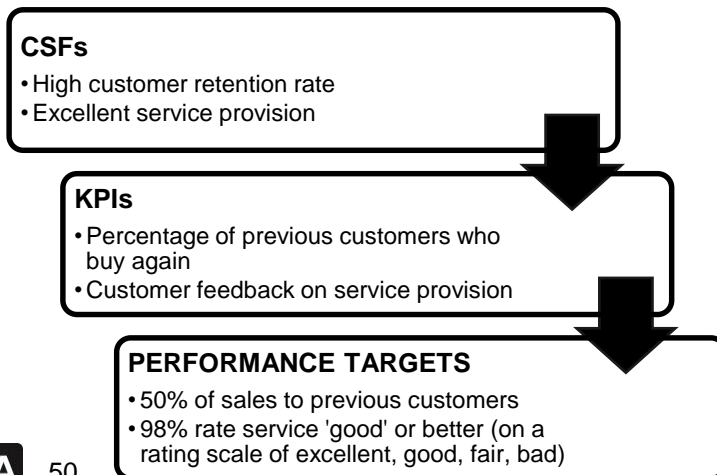 CSFs
• High customer retention rate
• Excellent service provision
KPIs
• Percentage of previous customers who
buy again
• Customer feedback on service provision
PERFORMANCE TARGETS
• 50% of sales to previous customers
• 98% rate service 'good' or better (on a
rating scale of excellent, good, fair, bad)
A 50